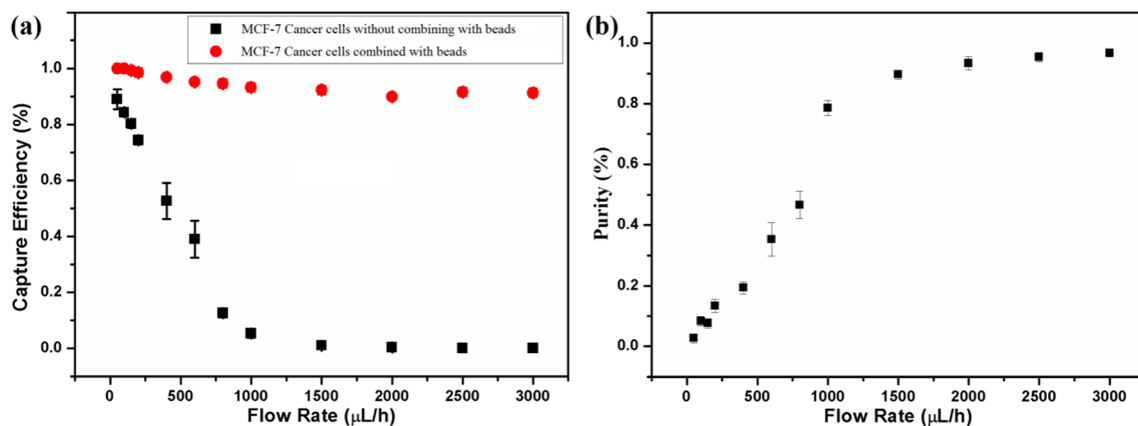 (a)
MCF-7 Cancer cells without combining with beads
MCF-7 Cancer cells combined with beads
Capture Efficiency (%)
1.0
0.8
0.6
0.4
0.2
0.0
0 500 1000 1500 2000 2500 3000
Flow Rate (μL/h)
(b)
Purity (%)
1.0
0.8
0.6
0.4
0.2
0.0
0 500 1000 1500 2000 2500 3000
Flow Rate (μL/h)